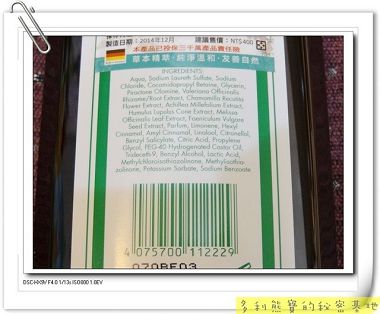 製造日期：2014年12月 建議售價：NT$400
本產品已投保三千萬產品責任險
草本精萃‧純淨溫和‧友善自然
INGREDIENTS:
Aqua, Sodium Laureth Sulfate, Sodium
Chloride, Cocamidopropyl Betaine, Glycerin,
Piroctone Olamine, Valeriana Officinalis
Rhizome/Root Extract, Chamomilla Recutita
Flower Extract, Achillea Millefolium Extract,
Humulus Lupulus Cone Extract, Melissa
Officinalis Leaf Extract, Foeniculum Vulgare
Seed Extract, Parfum, Limonene, Hexyl
Cinnamal, Amyl Cinnamal, Linalool, Citronellol,
Benzyl Salicylate, Citric Acid, Propylene
Glycol, PEG-40 Hydrogenated Castor Oil,
Trideceth-9, Benzyl Alcohol, Lactic Acid,
Methylchloroisothiazolinone, Methylisothia-
zolinone, Potassium Sorbate, Sodium Benzoate
4 075700 112229
070BE03
DSC-HX9V F4.0 1/13s ISO800 1.0EV
多利熊寶的秘密基地